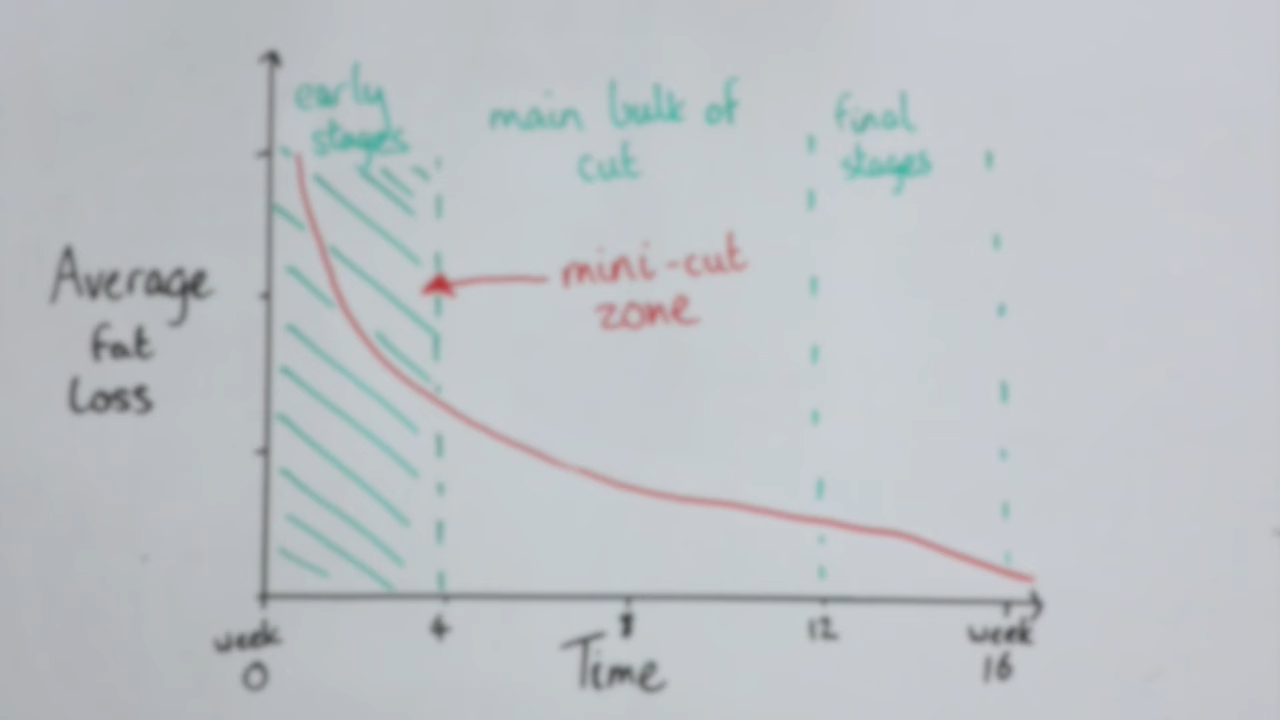 early
stages
main bulk of
cut
final
stages
mini-cut
zone
Average
fat
Loss
week
0
4
8
12
week
16
Time